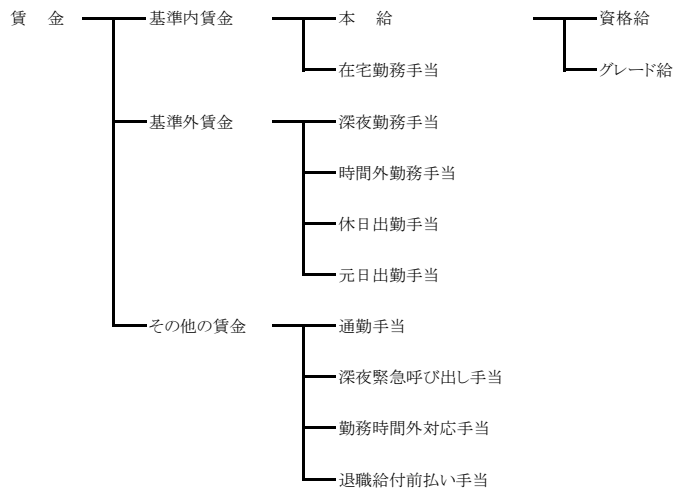 賃　金　基準内賃金　本　給　資格給
在宅勤務手当　グレード給
基準外賃金　深夜勤務手当
時間外勤務手当
休日出勤手当
元日出勤手当
その他の賃金　通勤手当
深夜緊急呼び出し手当
勤務時間外対応手当
退職給付前払い手当